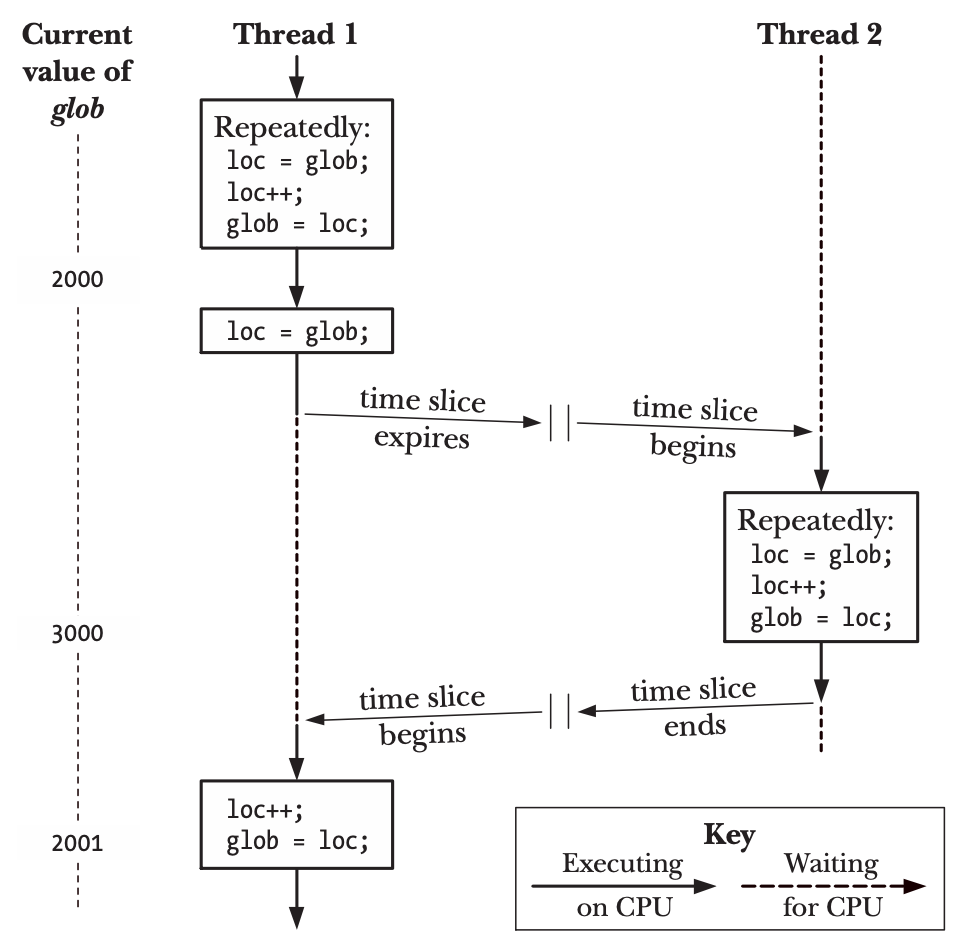 Current
value of
glob
Thread 1
Thread 2
Repeatedly:
loc = glob;
loc++;
glob = loc;
2000
loc = glob;
time slice
expires
time slice
begins
Repeatedly:
loc = glob;
loc++;
glob = loc;
3000
time slice
begins
time slice
ends
loc++;
glob = loc;
2001
Key
Executing
on CPU
Waiting
for CPU